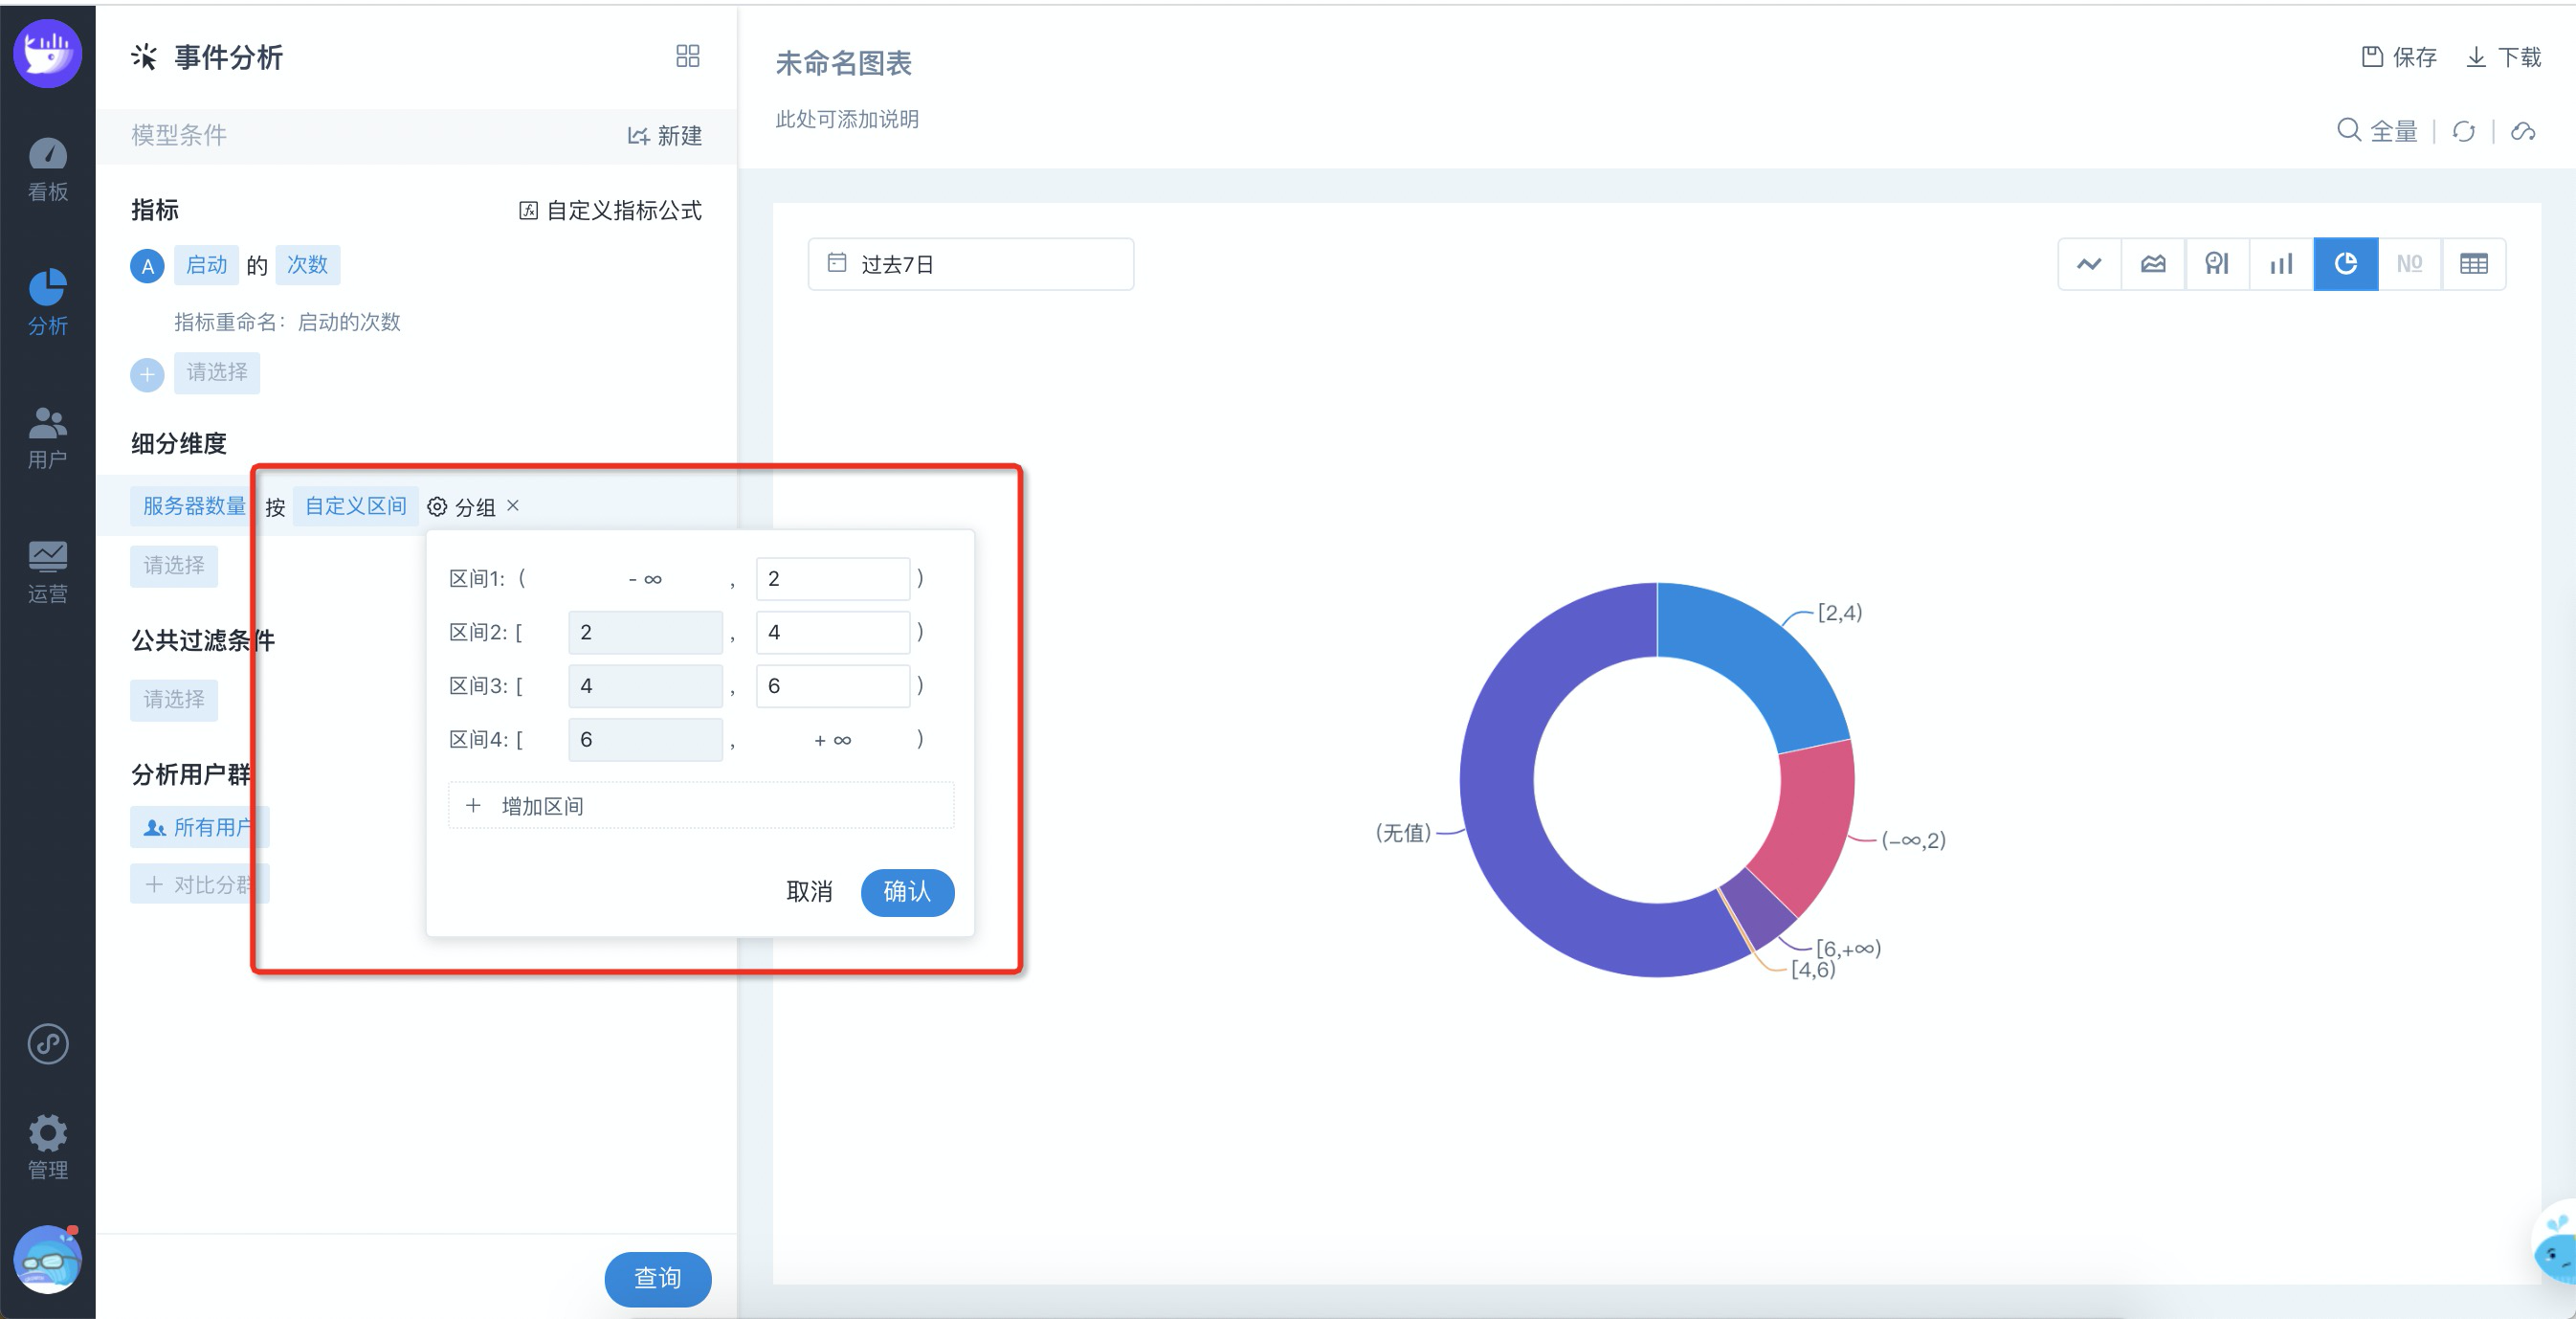 看板
分析
用户
运营
管理
事件分析
模型条件 新建
指标 自定义指标公式
A 启动 的 次数
指标重命名：启动的次数
请选择
细分维度
服务器数量 按 自定义区间 分组 ×
请选择
区间1: ( - ∞ , 2 )
区间2: [ 2 , 4 )
区间3: [ 4 , 6 )
区间4: [ 6 , + ∞ )
+ 增加区间
取消 确认
公共过滤条件
请选择
分析用户群
所有用户
+ 对比分群
查询
未命名图表
此处可添加说明
保存 下载
全量
过去7日
Nº
[2,4)
(-∞,2)
[6,+∞)
[4,6)
(无值)